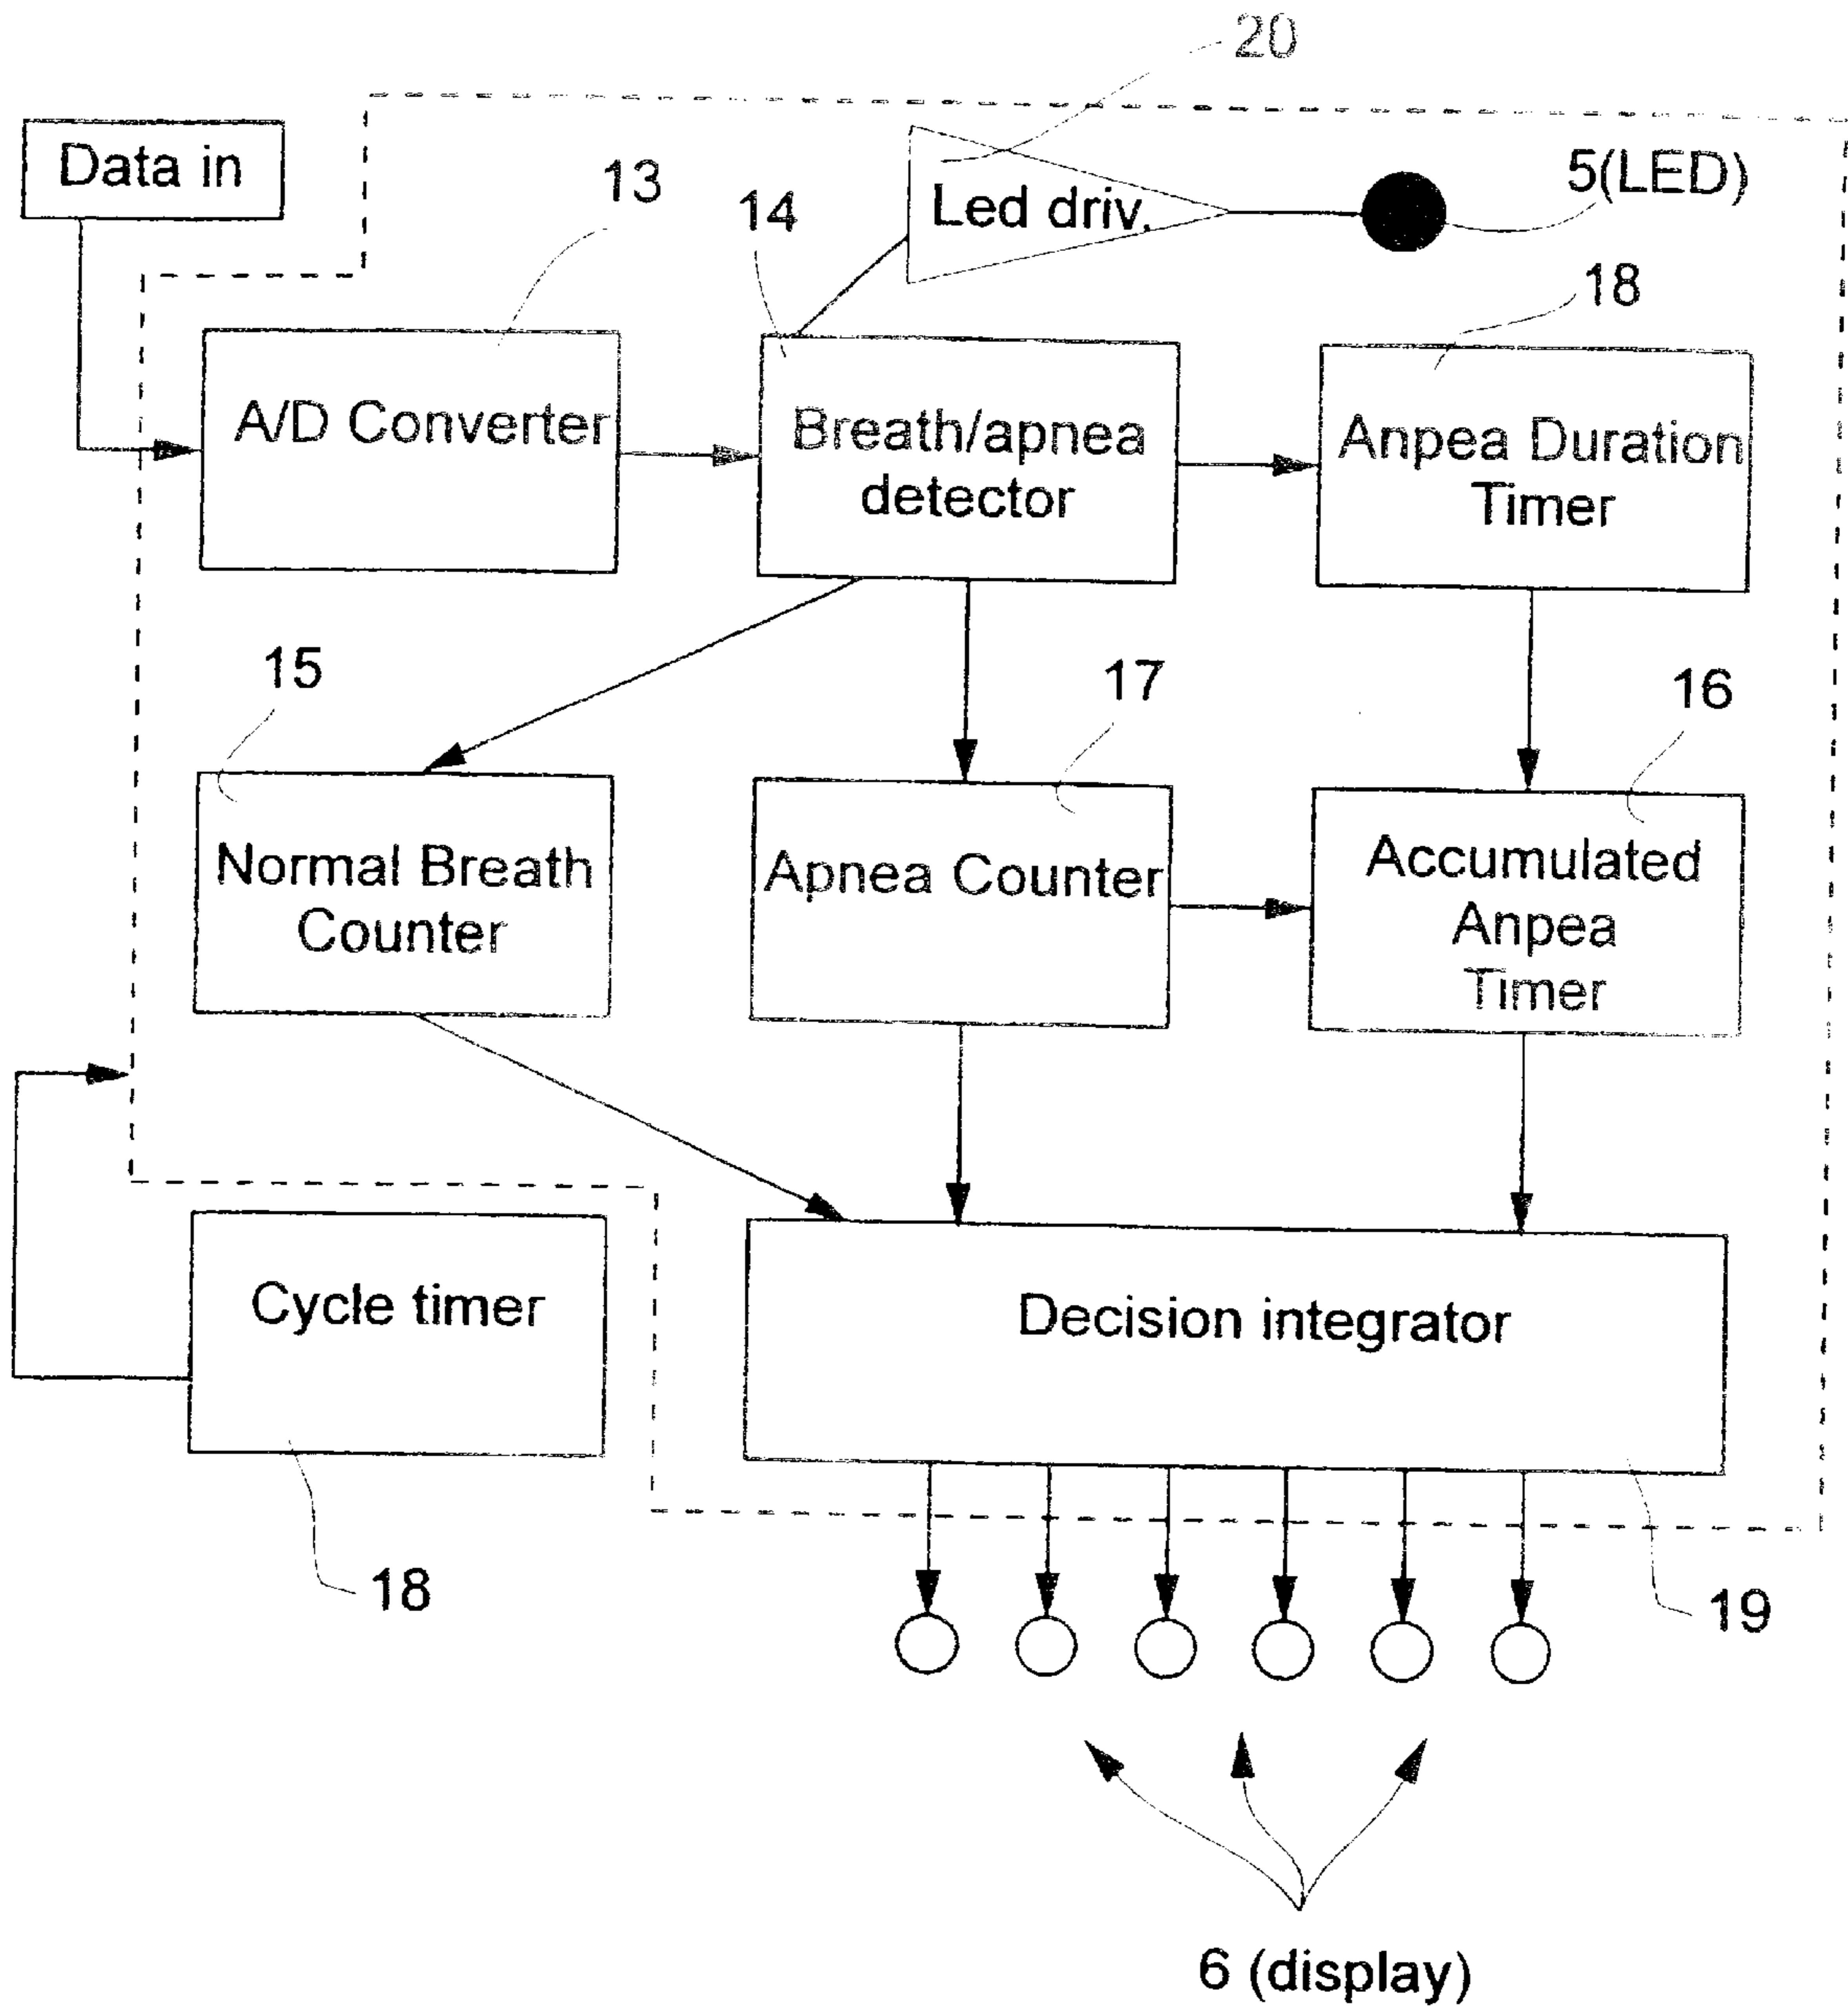 20
Data in
13
14
Led driv.
5(LED)
18
A/D Converter
Breath/apnea
detector
Anpea Duration
Timer
15
17
16
Normal Breath
Counter
Apnea Counter
Accumulated
Anpea
Timer
Cycle timer
Decision integrator
18
19
6 (display)